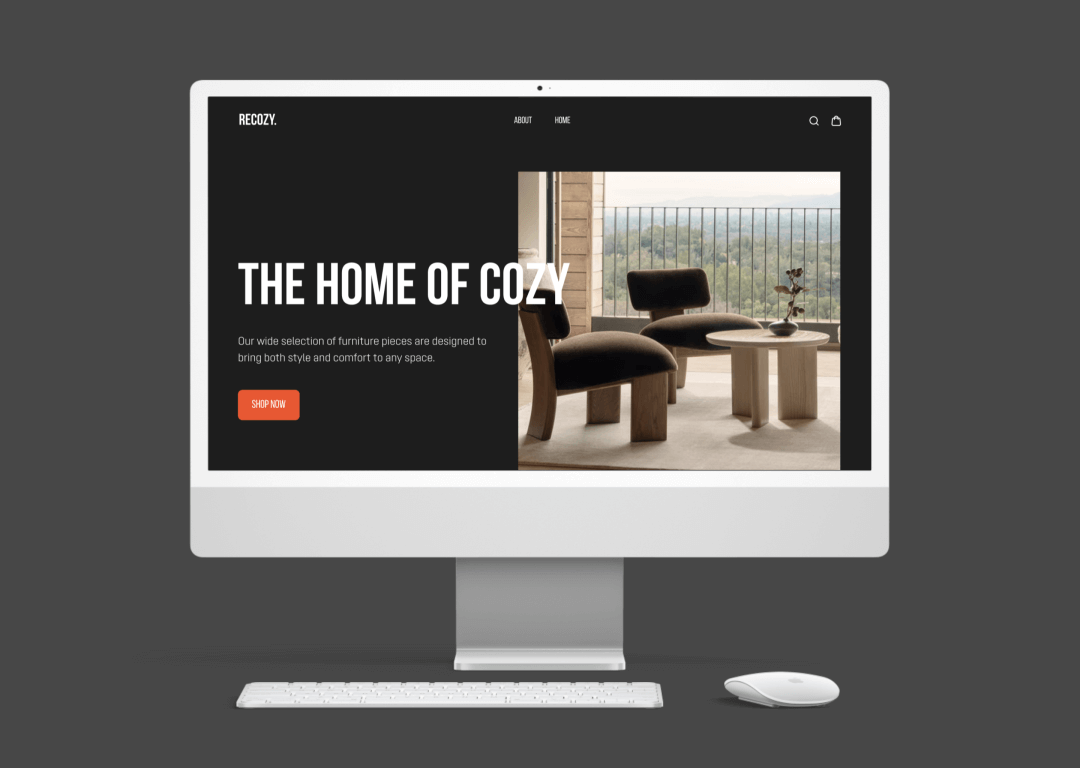 RECOZY.
ABOUT
HOME
THE HOME OF COZY
Our wide selection of furniture pieces are designed to
bring both style and comfort to any space.
SHOP NOW